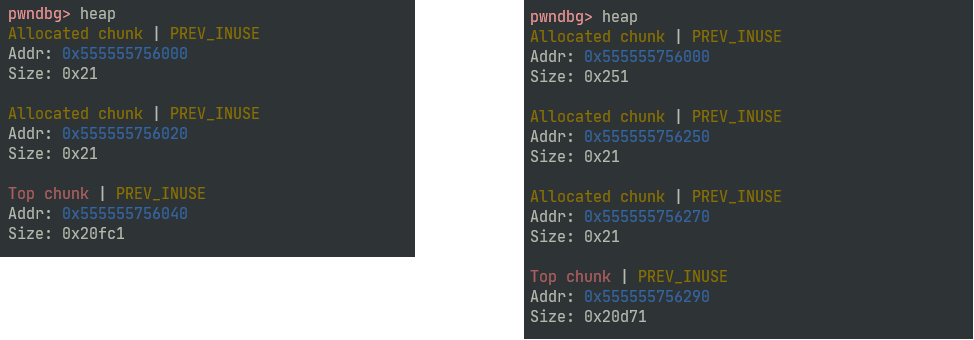 pwndbg> heap
Allocated chunk | PREV_INUSE
Addr: 0x555555756000
Size: 0x21
Allocated chunk | PREV_INUSE
Addr: 0x555555756020
Size: 0x21
Top chunk | PREV_INUSE
Addr: 0x555555756040
Size: 0x20fc1
pwndbg> heap
Allocated chunk | PREV_INUSE
Addr: 0x555555756000
Size: 0x251
Allocated chunk | PREV_INUSE
Addr: 0x555555756250
Size: 0x21
Allocated chunk | PREV_INUSE
Addr: 0x555555756270
Size: 0x21
Top chunk | PREV_INUSE
Addr: 0x555555756290
Size: 0x20d71